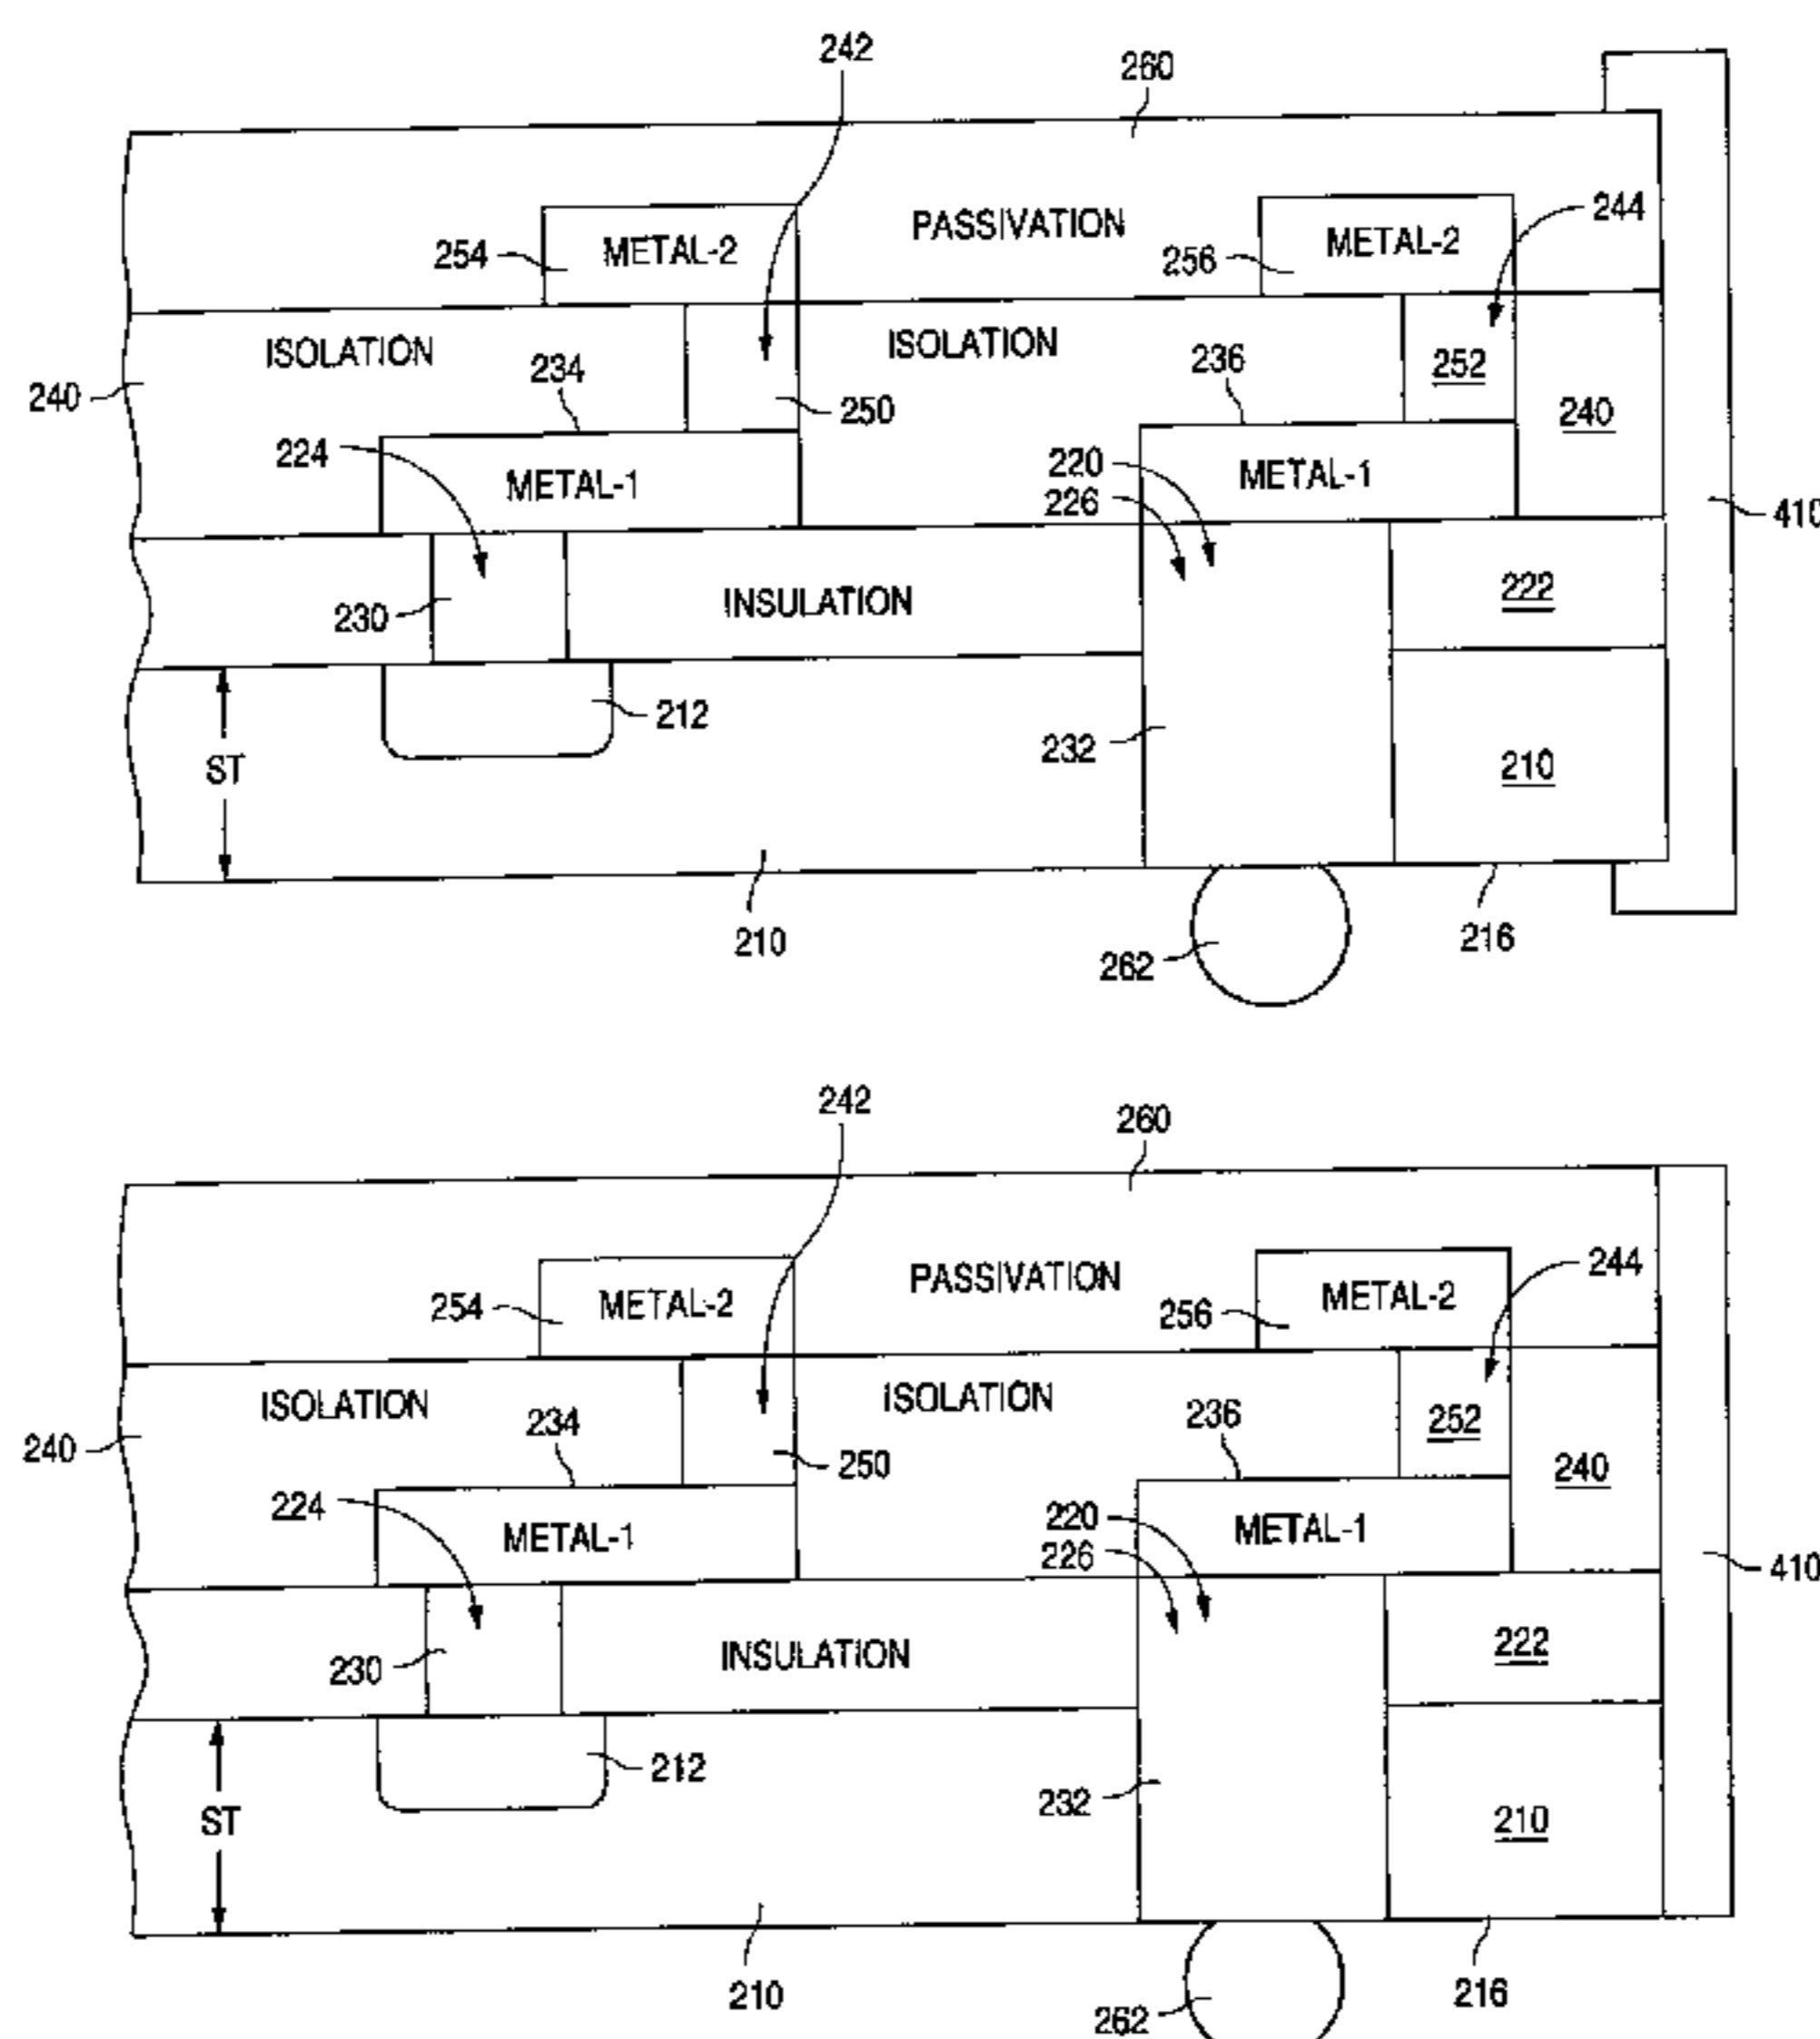 242
260
PASSIVATION
244
254
METAL-2
256
METAL-2
ISOLATION
ISOLATION
240
234
236
252
250
240
224
METAL-1
220
METAL-1
226
410
230
INSULATION
222
212
ST
232
210
210
262
216
242
260
PASSIVATION
244
254
METAL-2
256
METAL-2
ISOLATION
ISOLATION
240
234
236
252
250
240
224
METAL-1
220
METAL-1
226
410
230
INSULATION
222
212
ST
232
210
210
262
216